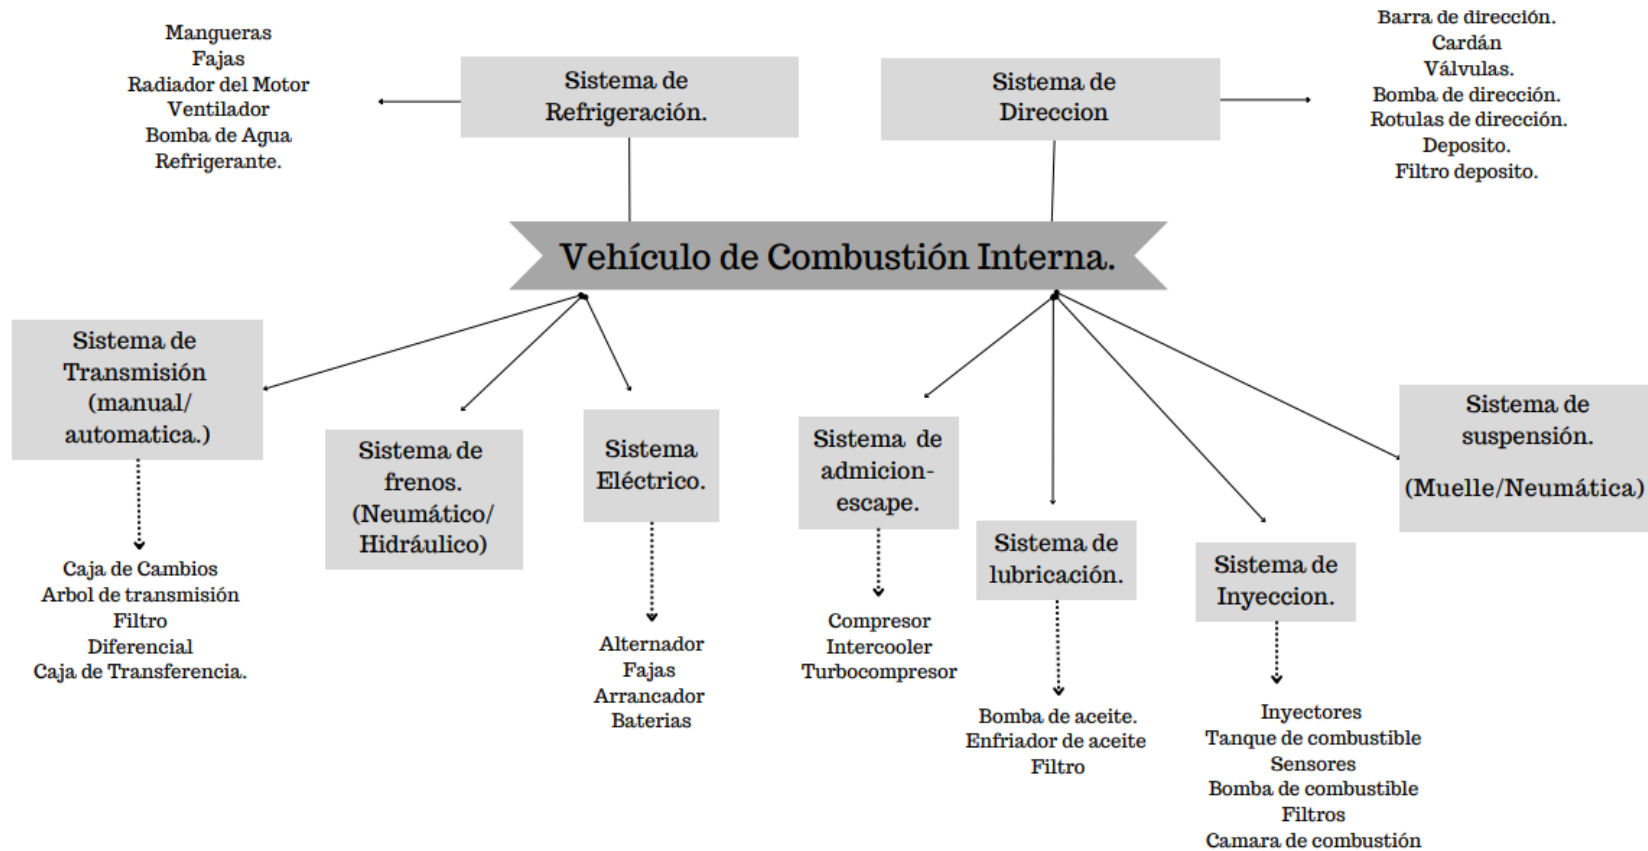 Mangueras
Fajas
Radiador del Motor
Ventilador
Bomba de Agua
Refrigerante.
Sistema de
Refrigeración.
Sistema de
Direccion
Barra de dirección.
Cardán
Válvulas.
Bomba de dirección.
Rotulas de dirección.
Deposito.
Filtro deposito.
Vehículo de Combustión Interna.
Sistema de
Transmisión
(manual/
automatica.)
Caja de Cambios
Arbol de transmisión
Filtro
Diferencial
Caja de Transferencia.
Sistema de
frenos.
(Neumático/
Hidráulico)
Sistema
Eléctrico.
Alternador
Fajas
Arrancador
Baterias
Sistema de
admicion-
escape.
Compresor
Intercooler
Turbocompresor
Sistema de
lubricación.
Bomba de aceite.
Enfriador de aceite
Filtro
Sistema de
Inyeccion.
Inyectores
Tanque de combustible
Sensores
Bomba de combustible
Filtros
Camara de combustión
Sistema de
suspensión.
(Muelle/Neumática)